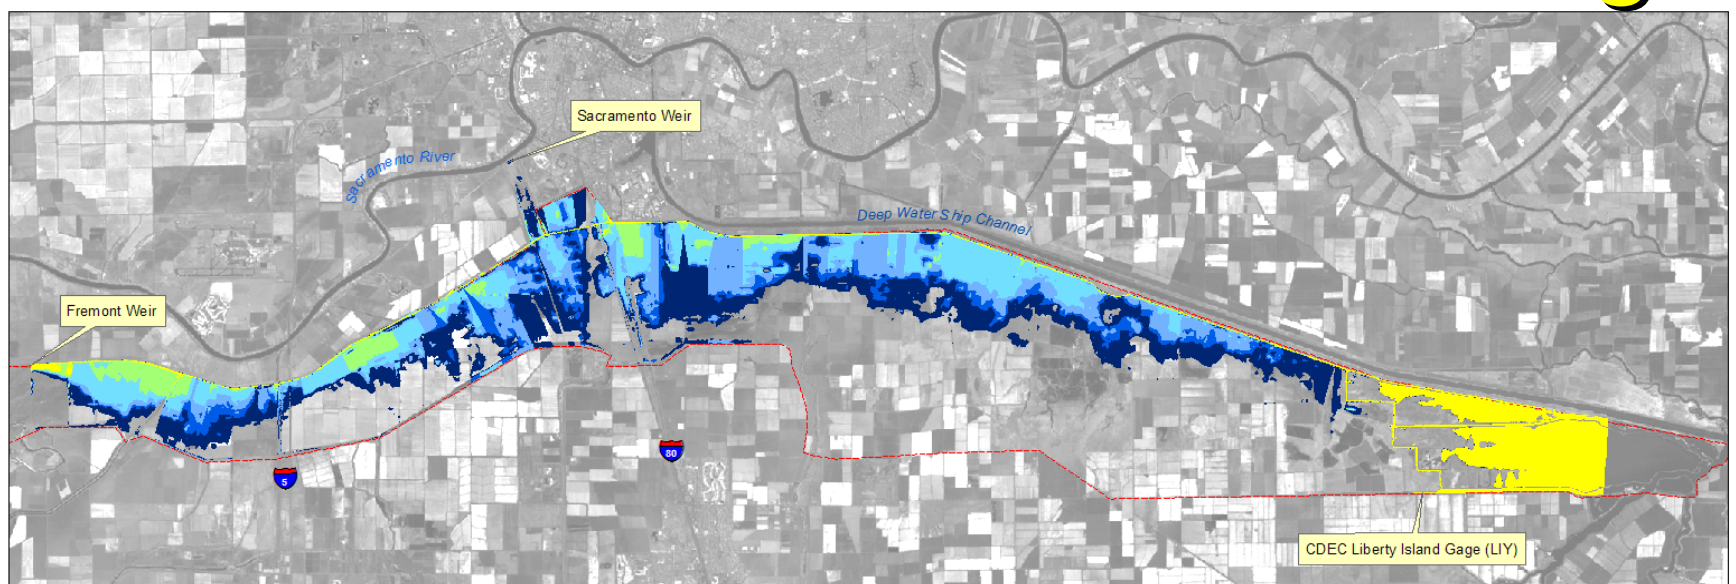 Sacramento Weir
Sacramento River
Deep Water Ship Channel
Fremont Weir
80
5
CDEC Liberty Island Gage (LIY)